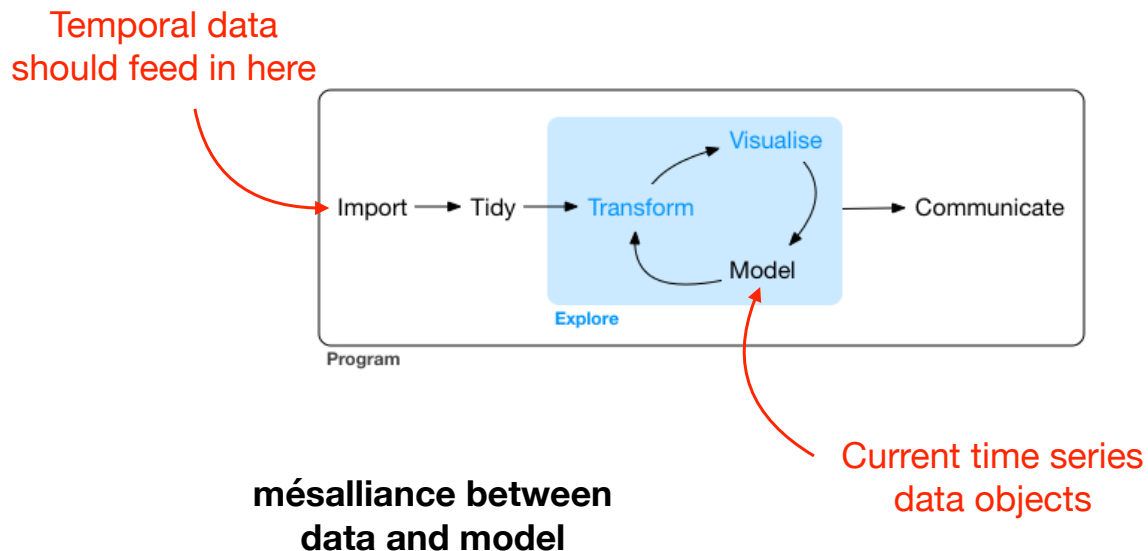 Temporal data
should feed in here
Visualise
Import
Tidy
Transform
Communicate
Model
Explore
Program
Current time series
data objects
mésalliance between
data and model